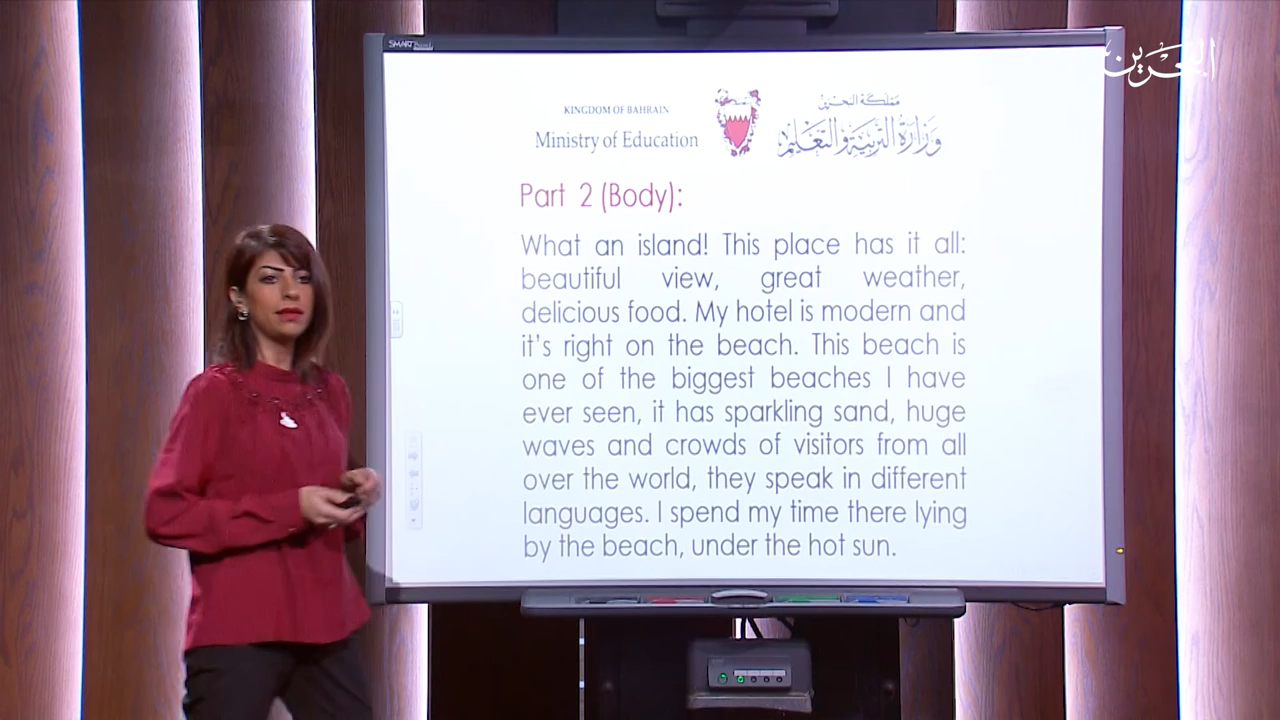 SMART Board
البحرين
KINGDOM OF BAHRAIN
Ministry of Education
مملكة البحرين
وزارة التربية والتعليم
Part 2 (Body):
What an island! This place has it all:
beautiful view, great weather,
delicious food. My hotel is modern and
it's right on the beach. This beach is
one of the biggest beaches I have
ever seen, it has sparkling sand, huge
waves and crowds of visitors from all
over the world, they speak in different
languages. I spend my time there lying
by the beach, under the hot sun.